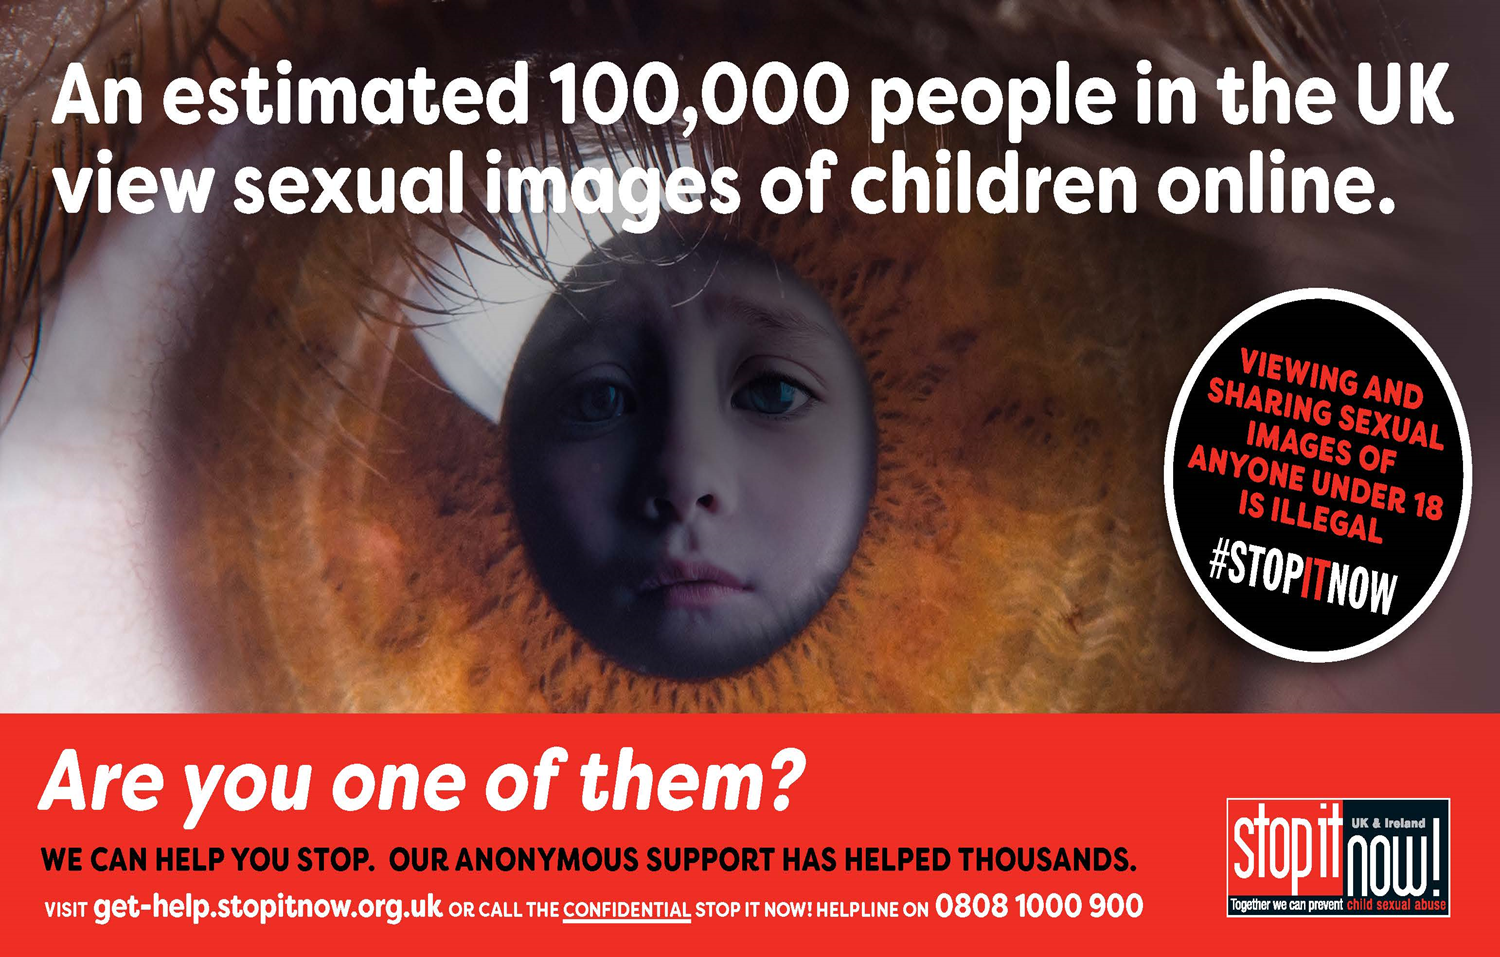 An estimated 100,000 people in the UK
view sexual images of children online.
VIEWING AND
SHARING SEXUAL
IMAGES OF
ANYONE UNDER 18
IS ILLEGAL
#STOPITNOW
Are you one of them?
WE CAN HELP YOU STOP. OUR ANONYMOUS SUPPORT HAS HELPED THOUSANDS.
VISIT get-help.stopitnow.org.uk OR CALL THE CONFIDENTIAL STOP IT NOW! HELPLINE ON 0808 1000 900
stop it now!
UK & Ireland
Together we can prevent child sexual abuse